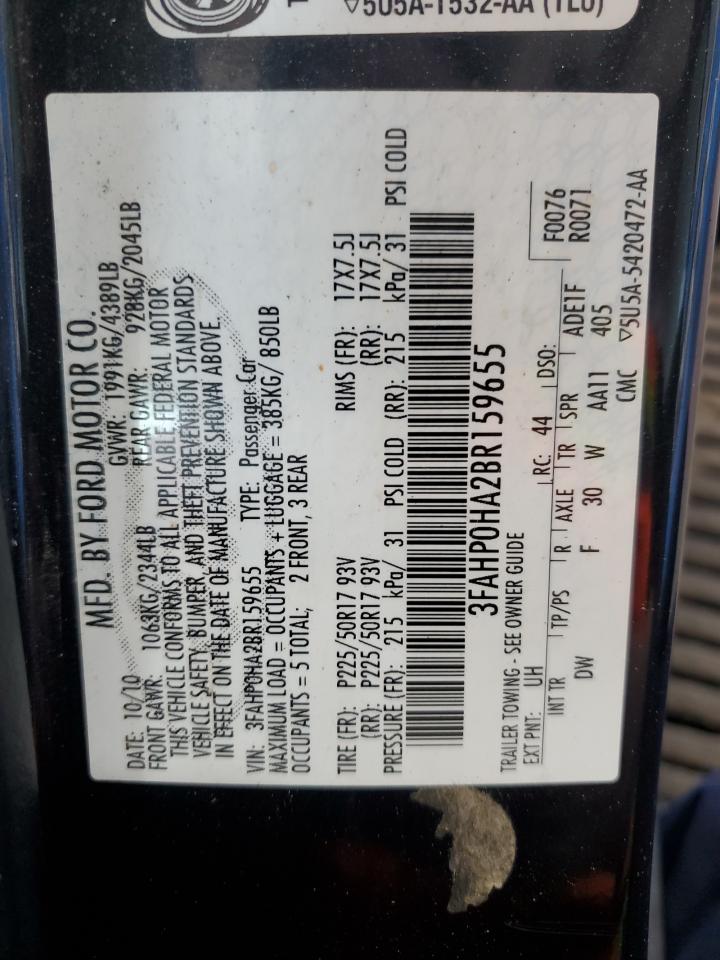 ▽5U5A-1532-AA (TLU)
MFD. BY FORD MOTOR CO.
DATE: 10/10 GVWR: 1991KG/4389LB
FRONT GAWR: 1063KG/2344LB REAR GAWR: 928KG/2045LB
THIS VEHICLE CONFORMS TO ALL APPLICABLE FEDERAL MOTOR
VEHICLE SAFETY, BUMPER, AND THEFT PREVENTION STANDARDS
IN EFFECT ON THE DATE OF MANUFACTURE SHOWN ABOVE.
VIN: 3FAHP0HA2BR159655 TYPE: Passenger Car
MAXIMUM LOAD = OCCUPANTS + LUGGAGE = 385KG/ 850LB
OCCUPANTS = 5 TOTAL; 2 FRONT, 3 REAR
TIRE (FR): P225/50R17 93V RIMS (FR): 17X7.5J
(RR): P225/50R17 93V (RR): 17X7.5J
PRESSURE (FR): 215 kPa/ 31 PSI COLD (RR): 215 kPa/ 31 PSI COLD
3FAHP0HA2BR159655
TRAILER TOWING - SEE OWNER GUIDE
EXT PNT: UH RC: 44 DSO: F0076
R0071
INT TR TP/PS R AXLE TR SPR ADE1F
DW F 30 W AA11 405
CMC ▽5U5A-5420472-AA